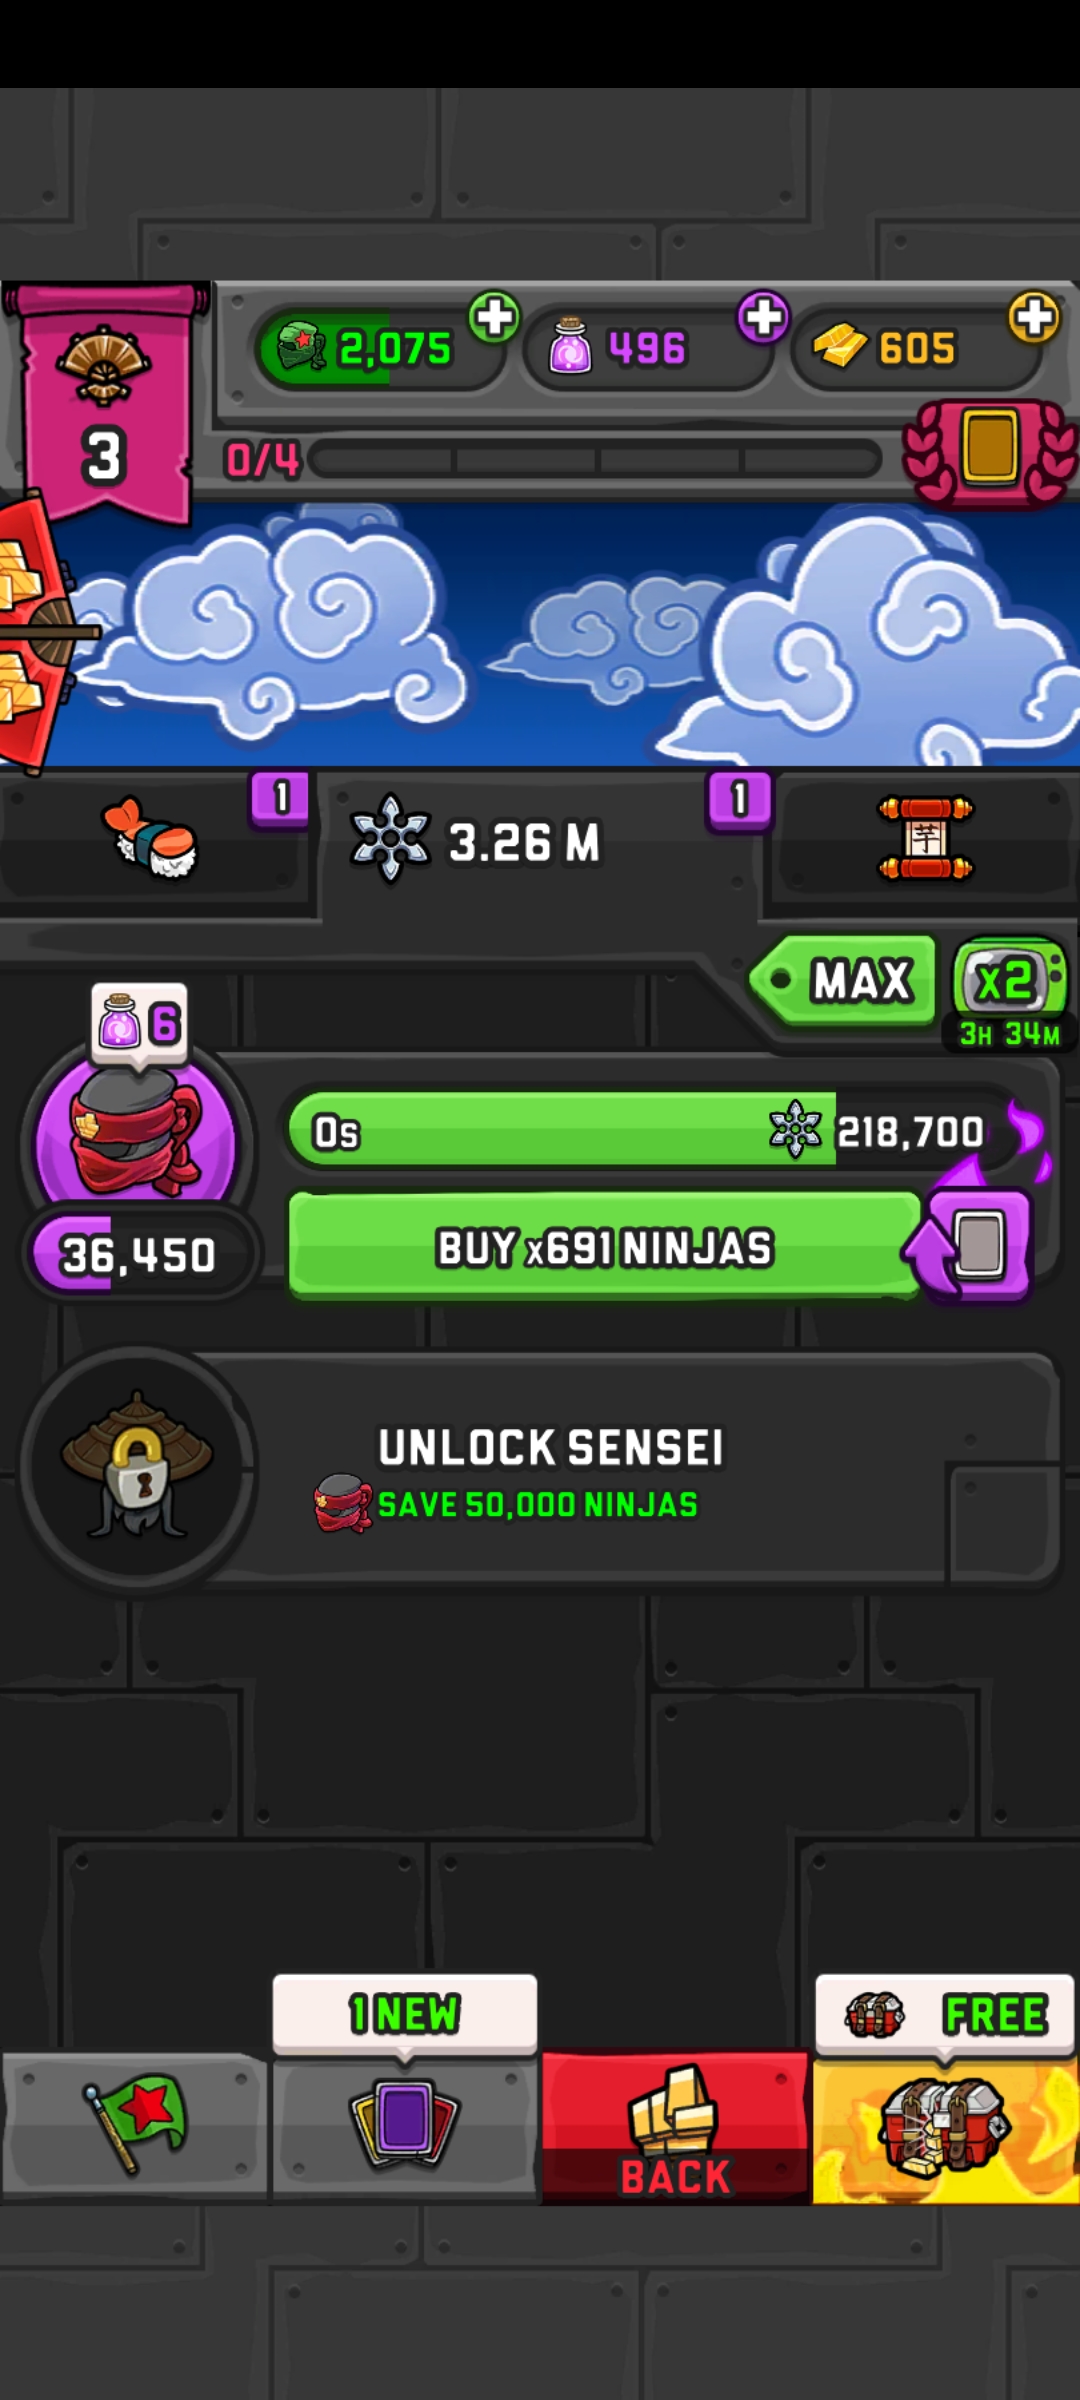 2,075
496
605
3
0/4
1
3.26 M
1
芋
MAX
x2
3H 34M
6
0s
218,700
36,450
BUY x691 NINJAS
UNLOCK SENSEI
SAVE 50,000 NINJAS
1 NEW
FREE
BACK